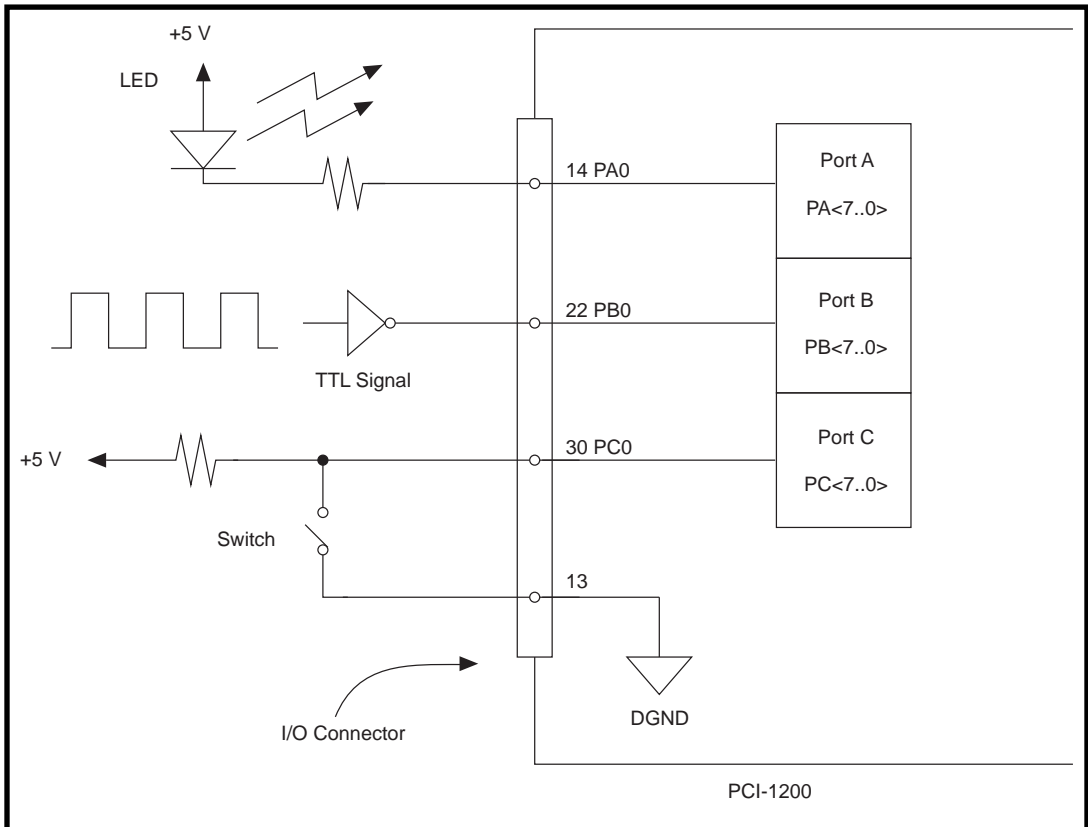 +5 V
LED
14 PA0
Port A
PA<7..0>
22 PB0
Port B
PB<7..0>
TTL Signal
+5 V
30 PC0
Port C
PC<7..0>
Switch
13
DGND
I/O Connector
PCI-1200